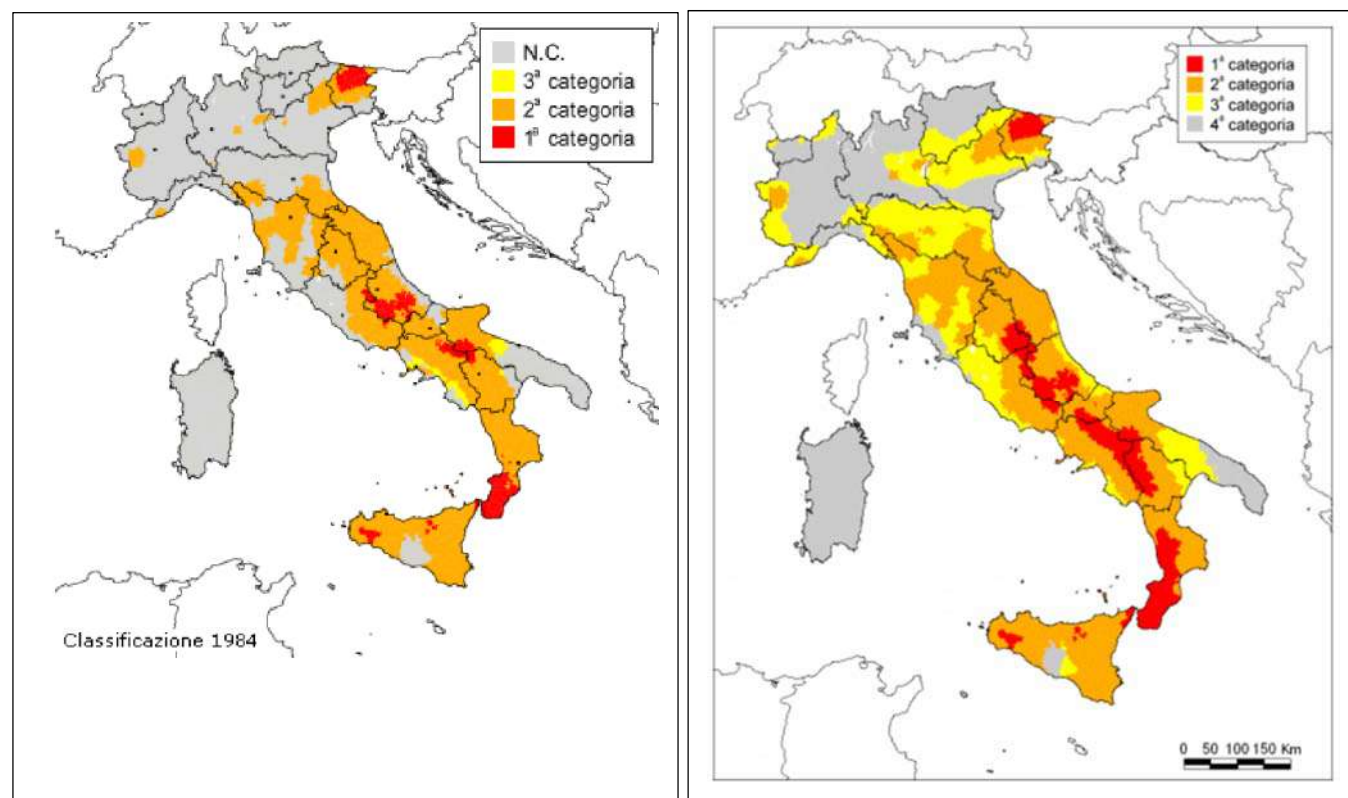 N.C.
3ª categoria
2ª categoria
1ª categoria
Classificazione 1984
1ª categoria
2ª categoria
3ª categoria
4ª categoria
0 50 100 150 Km